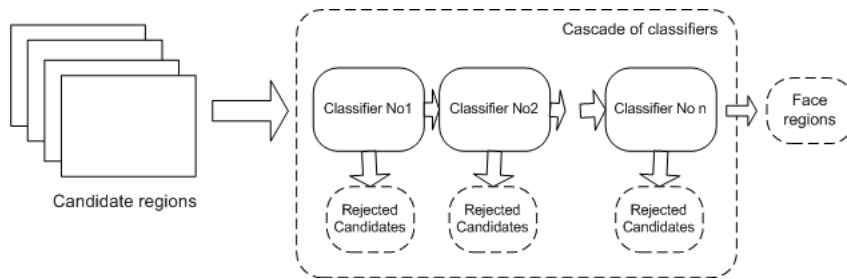 Cascade of classifiers
Classifier No1
Classifier No2
Classifier No n
Face
regions
Candidate regions
Rejected
Candidates
Rejected
Candidates
Rejected
Candidates